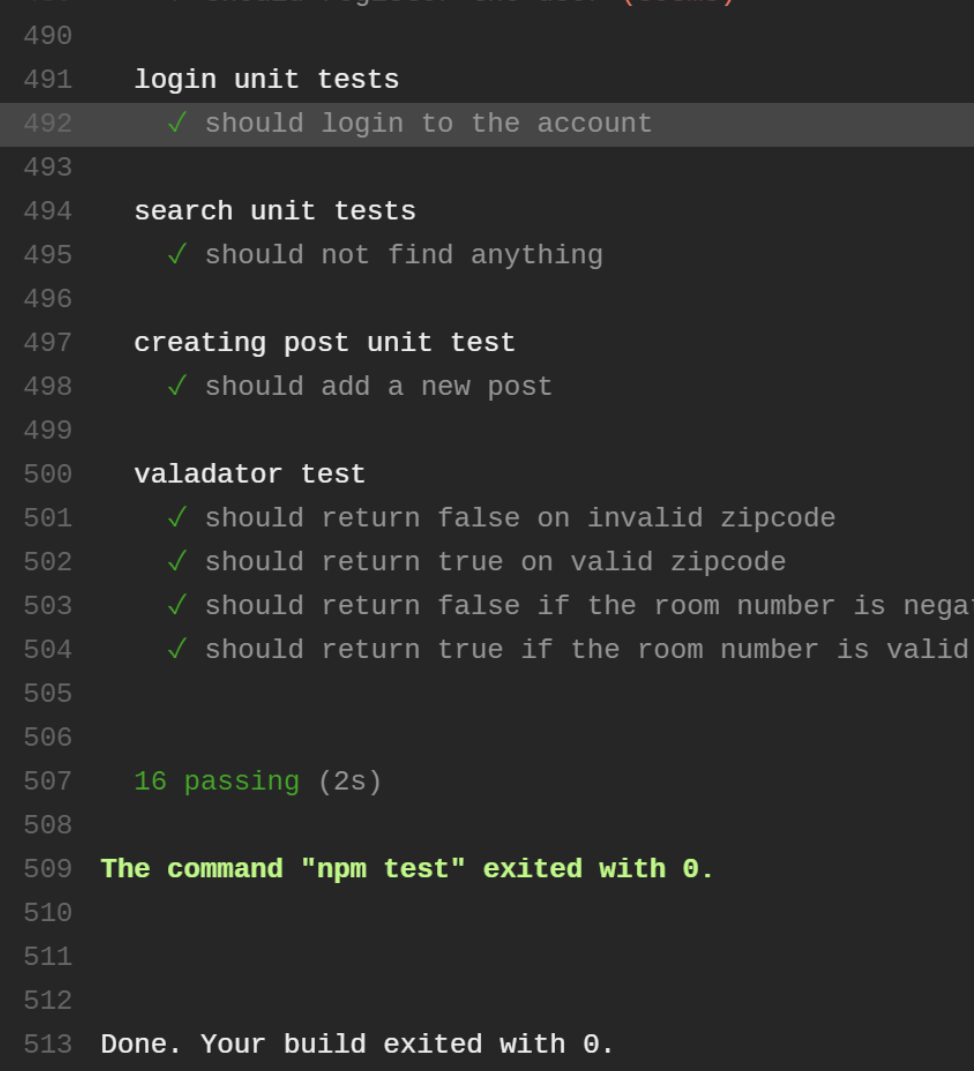 490
491 login unit tests
492 ✓ should login to the account
493
494 search unit tests
495 ✓ should not find anything
496
497 creating post unit test
498 ✓ should add a new post
499
500 valadator test
501 ✓ should return false on invalid zipcode
502 ✓ should return true on valid zipcode
503 ✓ should return false if the room number is nega
504 ✓ should return true if the room number is valid
505
506
507 16 passing (2s)
508
509 The command "npm test" exited with 0.
510
511
512
513 Done. Your build exited with 0.